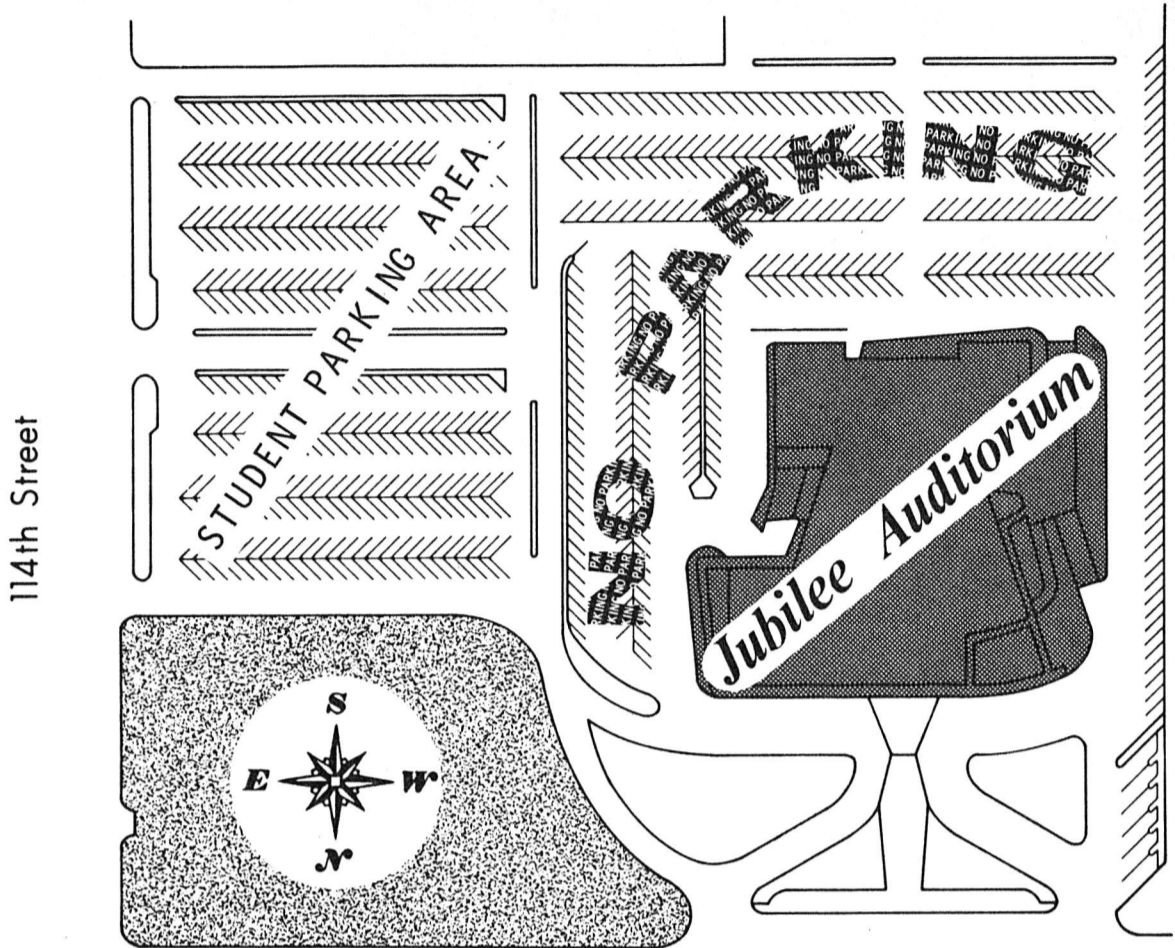 114th Street
STUDENT PARKING AREA
NO PARKING
Jubilee Auditorium
S
E W
N